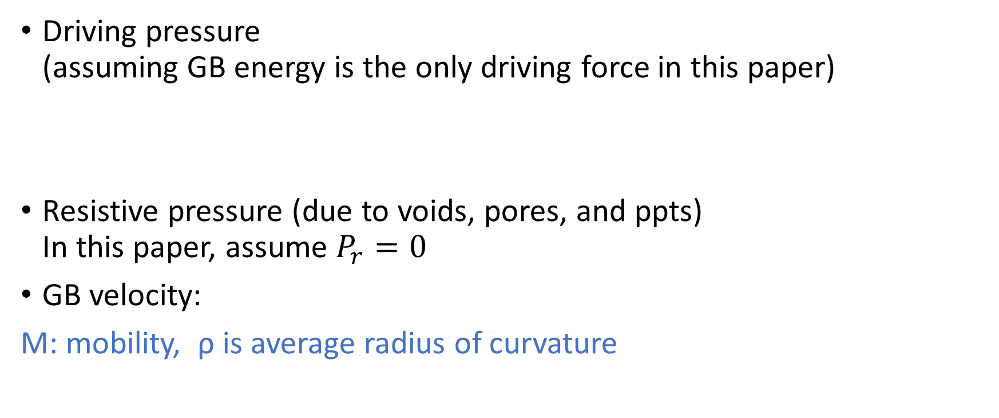 • Driving pressure
(assuming GB energy is the only driving force in this paper)
• Resistive pressure (due to voids, pores, and ppts)
In this paper, assume 𝑃𝑟 = 0
• GB velocity:
M: mobility, ρ is average radius of curvature